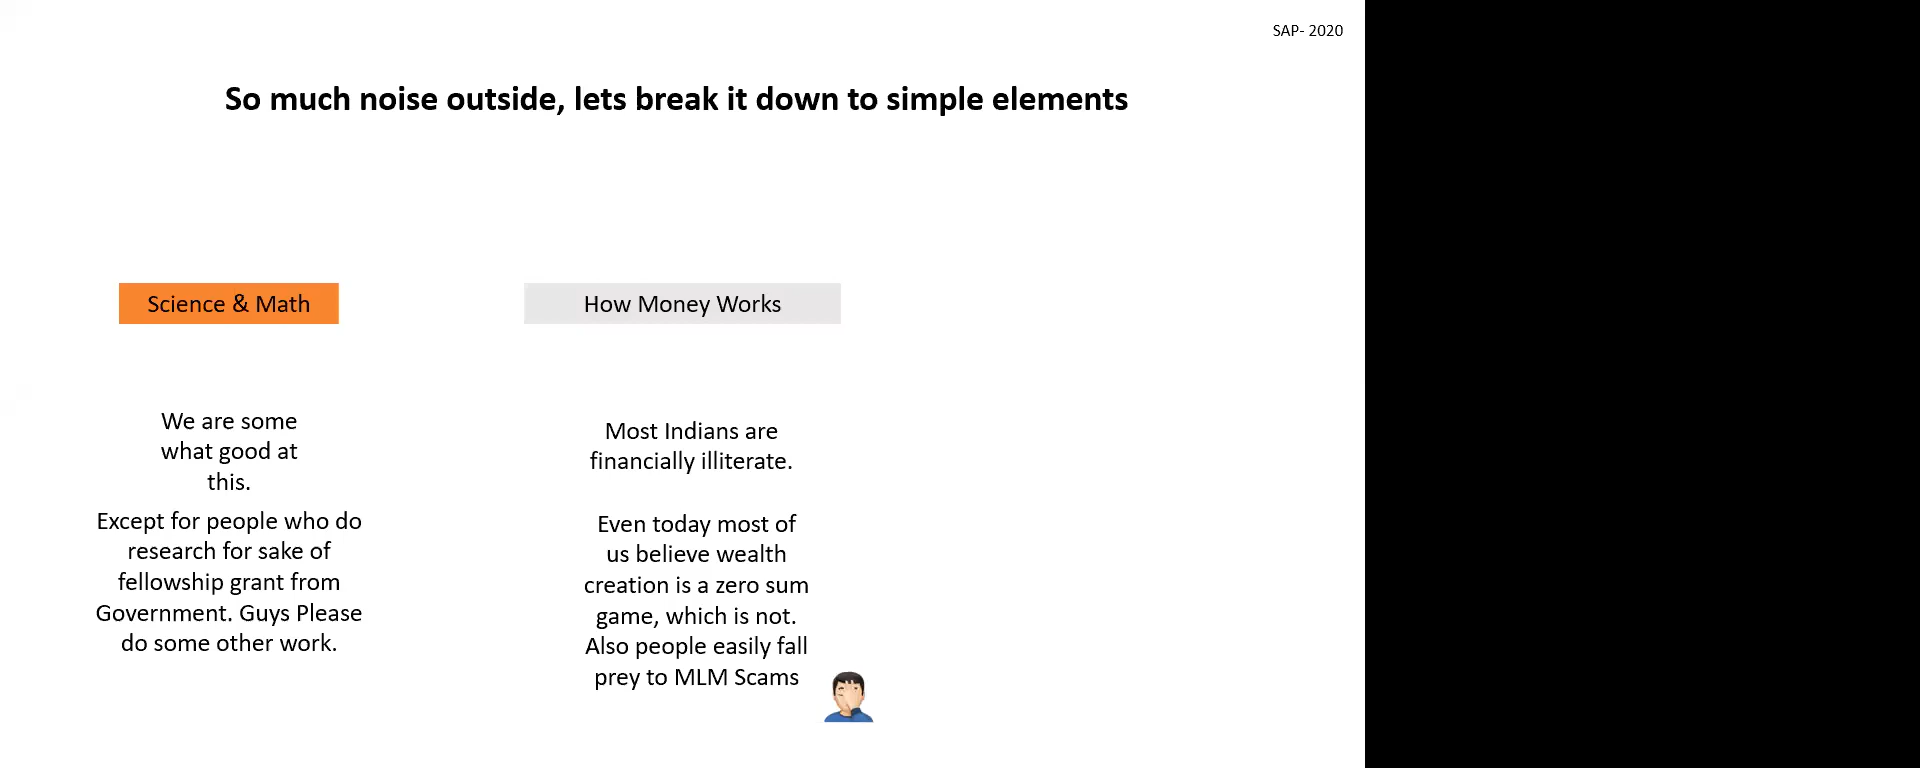 SAP- 2020
So much noise outside, lets break it down to simple elements
Science & Math
We are some
what good at
this.
Except for people who do
research for sake of
fellowship grant from
Government. Guys Please
do some other work.
How Money Works
Most Indians are
financially illiterate.
Even today most of
us believe wealth
creation is a zero sum
game, which is not.
Also people easily fall
prey to MLM Scams